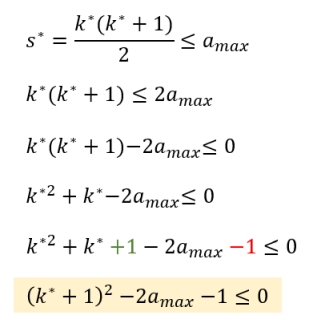 s* = k*(k* + 1) / 2 ≤ a_max
k*(k* + 1) ≤ 2a_max
k*(k* + 1)−2a_max ≤ 0
k*² + k*−2a_max ≤ 0
k*² + k* +1 − 2a_max −1 ≤ 0
(k* + 1)² −2a_max −1 ≤ 0